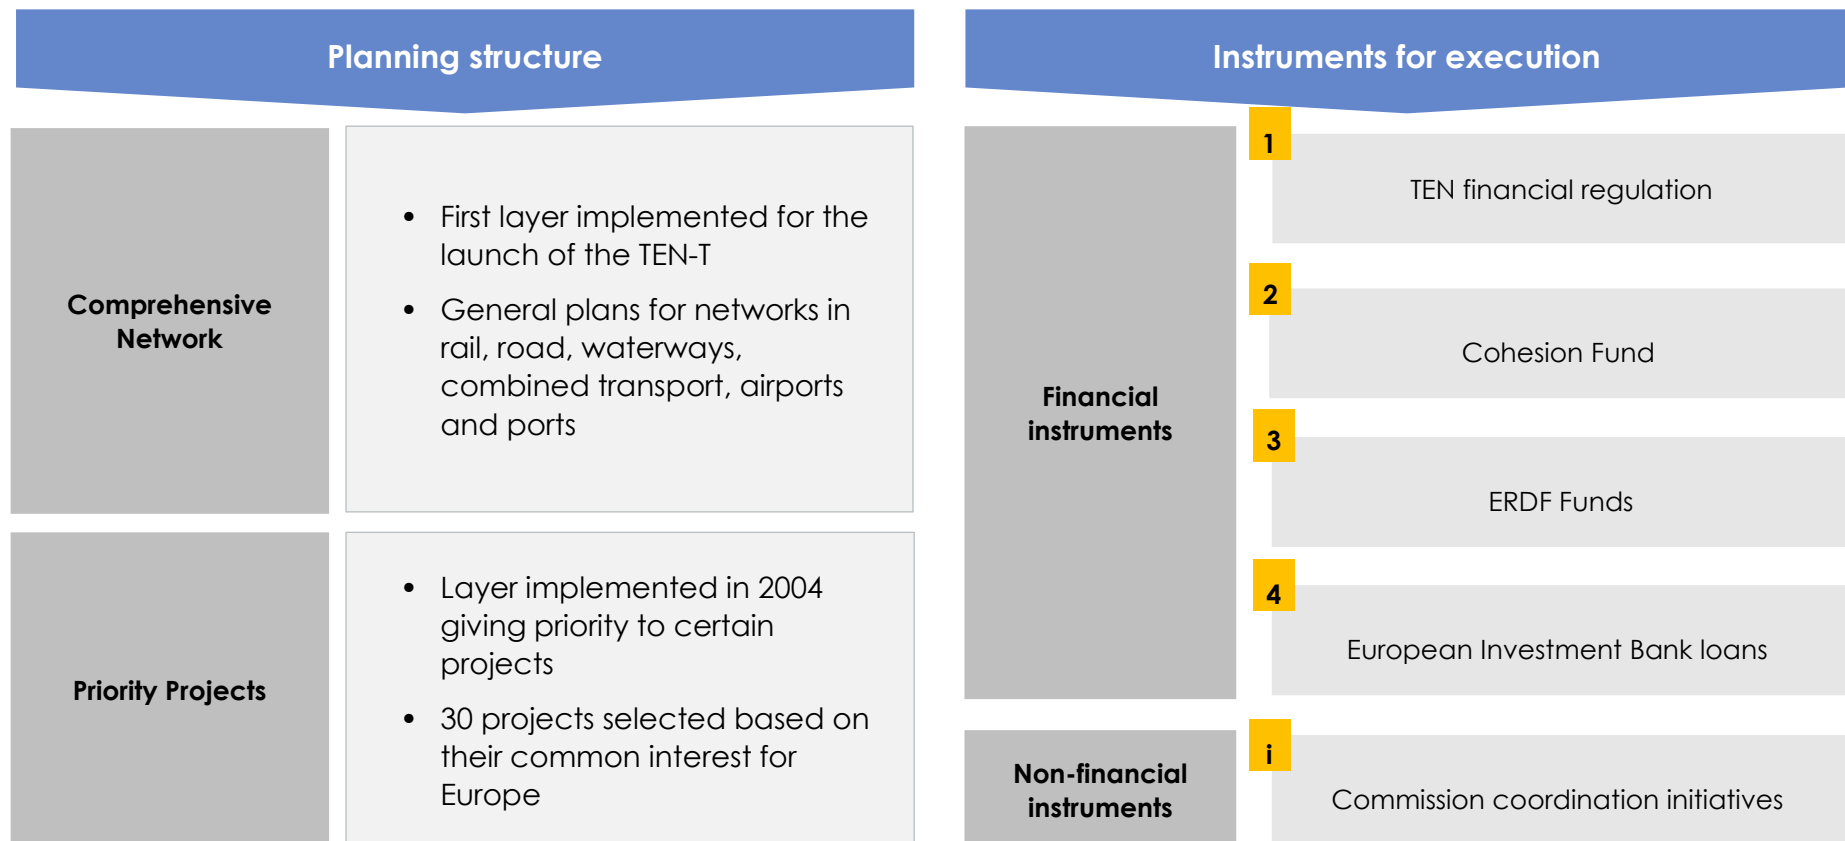 Planning structure
Comprehensive
Network
• First layer implemented for the
launch of the TEN-T
• General plans for networks in
rail, road, waterways,
combined transport, airports
and ports
Priority Projects
• Layer implemented in 2004
giving priority to certain
projects
• 30 projects selected based on
their common interest for
Europe
Instruments for execution
Financial
instruments
1
TEN financial regulation
2
Cohesion Fund
3
ERDF Funds
4
European Investment Bank loans
Non-financial
instruments
i
Commission coordination initiatives